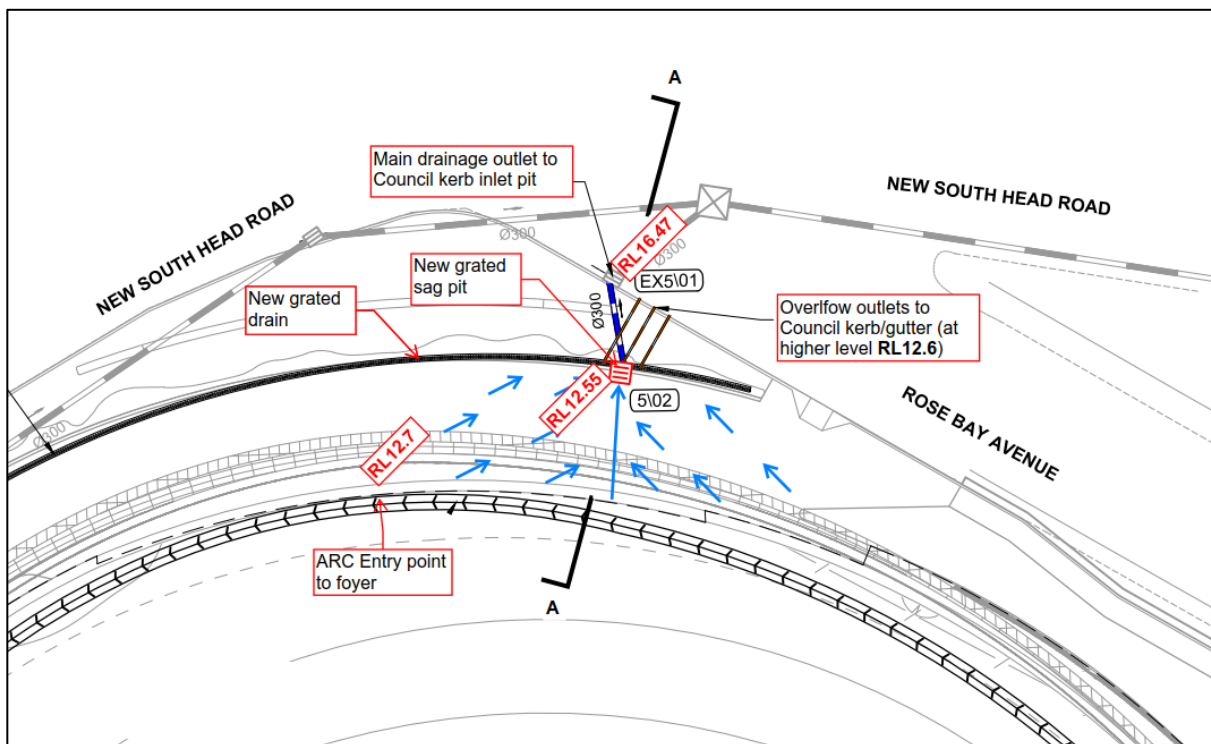 A
Main drainage outlet to
Council kerb inlet pit
NEW SOUTH HEAD ROAD
NEW SOUTH HEAD ROAD
Ø300
RL16.47
Ø300
New grated
sag pit
EX5\01
New grated
drain
Ø300
Overlfow outlets to
Council kerb/gutter (at
higher level RL12.6)
RL12.55
5\02
ROSE BAY AVENUE
Ø300
RL12.7
ARC Entry point
to foyer
A